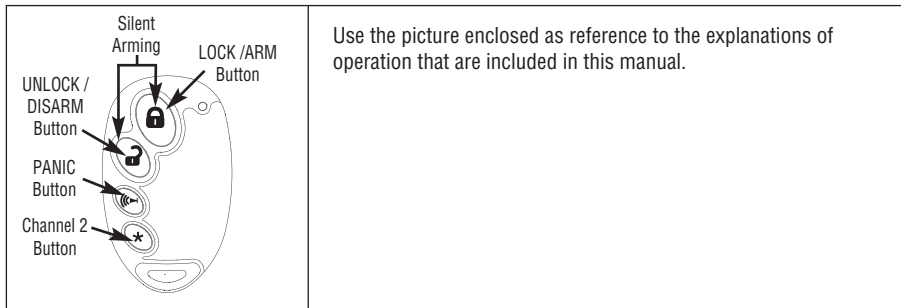 Silent
Arming
LOCK /ARM
Button
UNLOCK /
DISARM
Button
PANIC
Button
Channel 2
Button
*
Use the picture enclosed as reference to the explanations of
operation that are included in this manual.